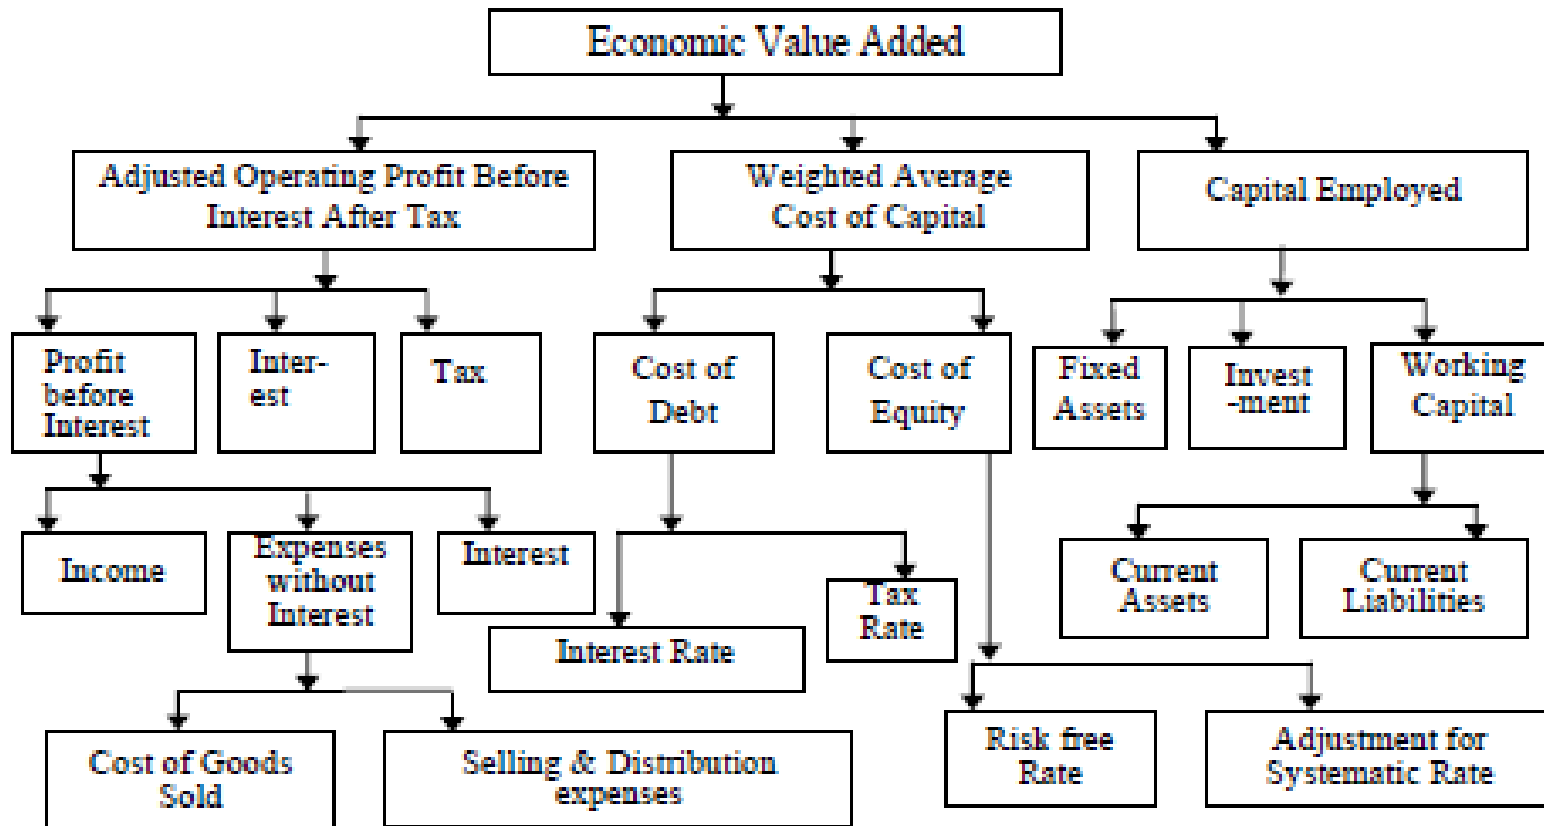 Economic Value Added
Adjusted Operating Profit Before
Interest After Tax
Weighted Average
Cost of Capital
Capital Employed
Profit
before
Interest
Inter-
est
Tax
Cost of
Debt
Cost of
Equity
Fixed
Assets
Invest
-ment
Working
Capital
Income
Expenses
without
Interest
Interest
Interest Rate
Tax
Rate
Current
Assets
Current
Liabilities
Cost of Goods
Sold
Selling & Distribution
expenses
Risk free
Rate
Adjustment for
Systematic Rate